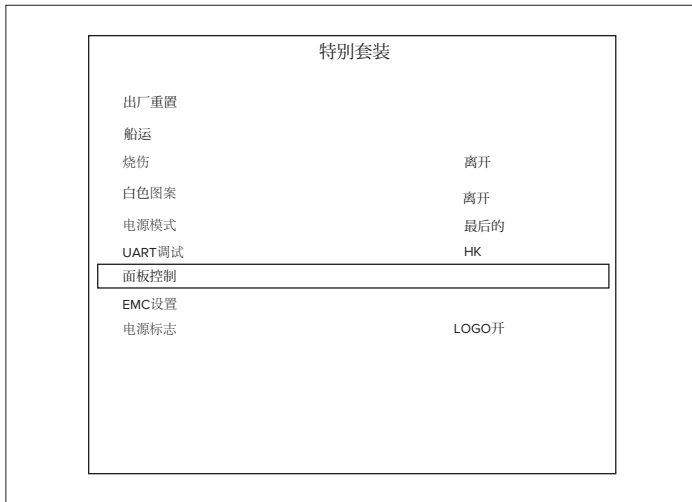 特别套装
出厂重置
船运
烧伤 离开
白色图案 离开
电源模式 最后的
UART调试 HK
面板控制
EMC设置
电源标志 LOGO开